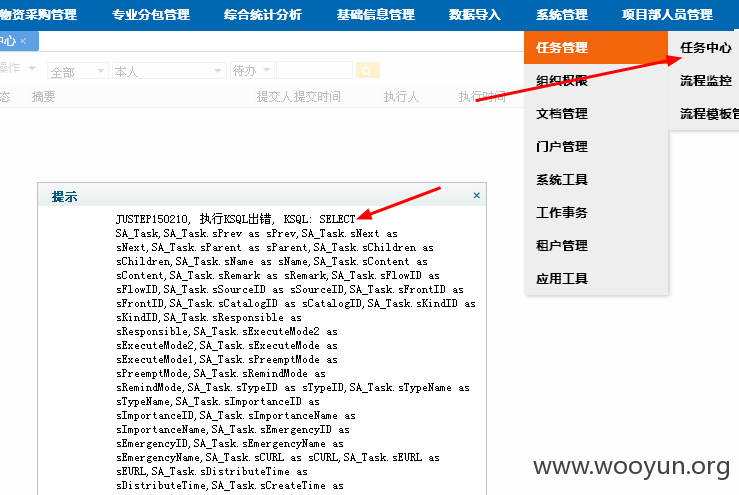 物资采购管理 专业分包管理 综合统计分析 基础信息管理 数据导入 系统管理 项目部人员管理
中心 ×
操作 全部 本人 待办
态 摘要 提交人 提交时间 执行人 执行时间
任务管理
组织权限
文档管理
门户管理
系统工具
工作事务
租户管理
应用工具
任务中心
流程监控
流程模板管
提示 ×
JUSTEP150210, 执行KSQL出错, KSQL: SELECT
SA_Task,SA_Task.sPrev as sPrev,SA_Task.sNext as
sNext,SA_Task.sParent as sParent,SA_Task.sChildren as
sChildren,SA_Task.sName as sName,SA_Task.sContent as
sContent,SA_Task.sRemark as sRemark,SA_Task.sFlowID as
sFlowID,SA_Task.sSourceID as sSourceID,SA_Task.sFrontID as
sFrontID,SA_Task.sCatalogID as sCatalogID,SA_Task.sKindID as
sKindID,SA_Task.sResponsible as
sResponsible,SA_Task.sExecuteMode2 as
sExecuteMode2,SA_Task.sExecuteMode as
sExecuteMode1,SA_Task.sPreemptMode as
sPreemptMode,SA_Task.sRemindMode as
sRemindMode,SA_Task.sTypeID as sTypeID,SA_Task.sTypeName as
sTypeName,SA_Task.sImportanceID as
sImportanceID,SA_Task.sImportanceName as
sImportanceName,SA_Task.sEmergencyID as
sEmergencyID,SA_Task.sEmergencyName as
sEmergencyName,SA_Task.sCURL as sCURL,SA_Task.sEURL as
sEURL,SA_Task.sDistributeTime as
sDistributeTime,SA_Task.sCreateTime as
www.wooyun.org